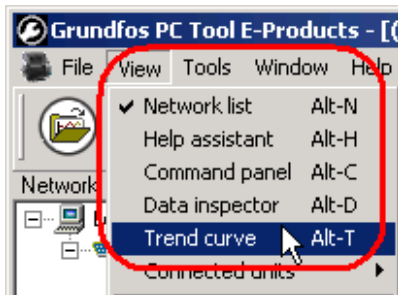 Grundfos PC Tool E-Products - [(
File View Tools Window Help
Network list Alt-N
Help assistant Alt-H
Command panel Alt-C
Network
Data inspector Alt-D
Trend curve Alt-T
Connected units